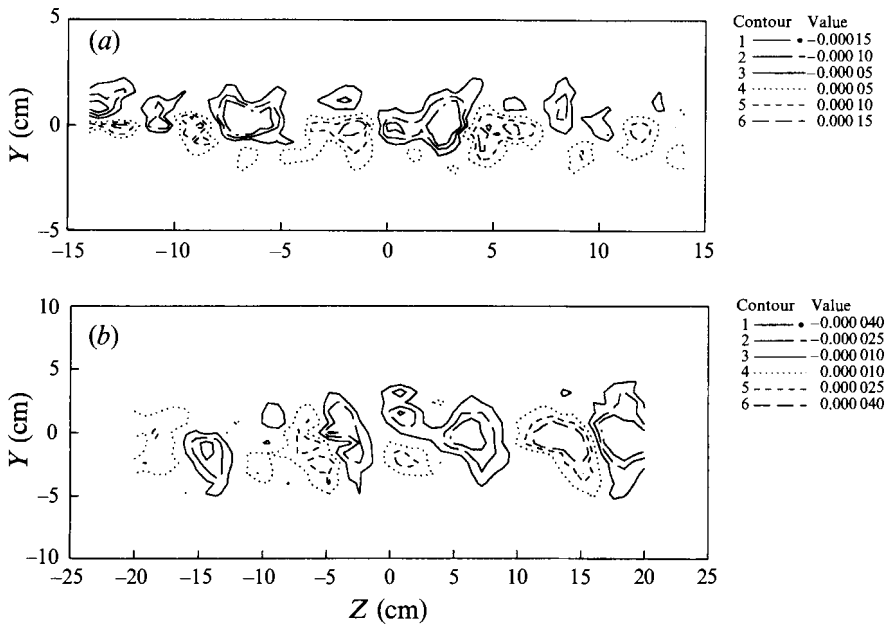 (a)
5
0
−5
Y (cm)
−15 −10 −5 0 5 10 15
Contour Value
1 −0.000 15
2 −0.000 10
3 −0.000 05
4 0.000 05
5 0.000 10
6 0.000 15
(b)
10
5
0
−5
−10
Y (cm)
−25 −20 −15 −10 −5 0 5 10 15 20 25
Z (cm)
Contour Value
1 −0.000 040
2 −0.000 025
3 −0.000 010
4 0.000 010
5 0.000 025
6 0.000 040